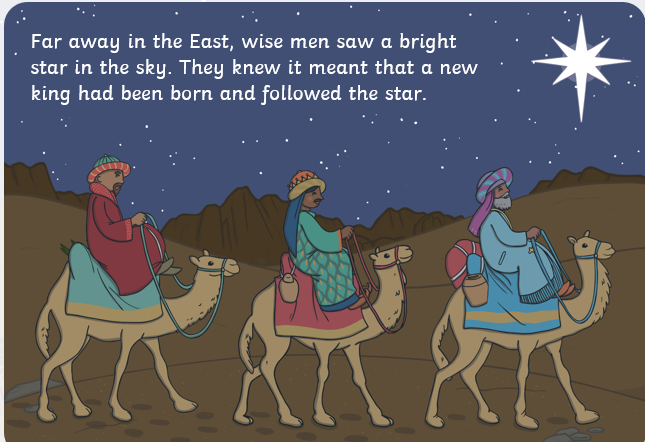 Far away in the East, wise men saw a bright
star in the sky. They knew it meant that a new
king had been born and followed the star.